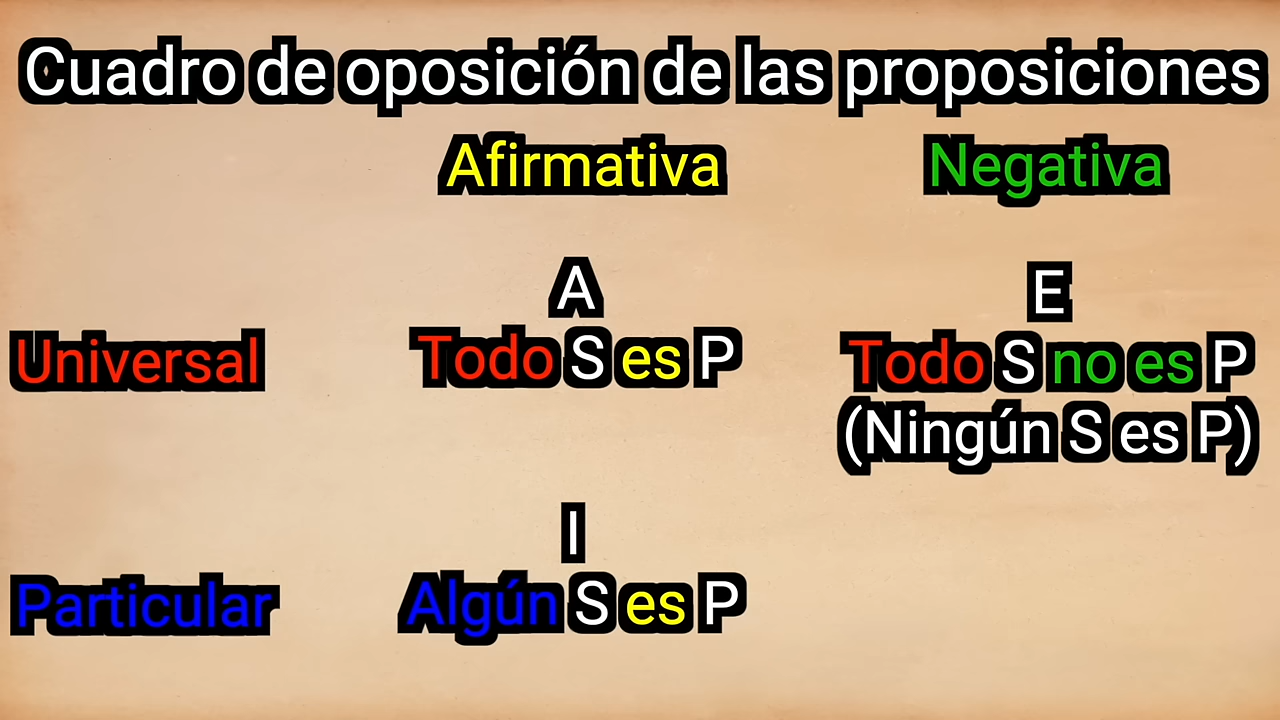 Cuadro de oposición de las proposiciones
Afirmativa Negativa
A E
Universal Todo S es P Todo S no es P
(Ningún S es P)
I
Particular Algún S es P